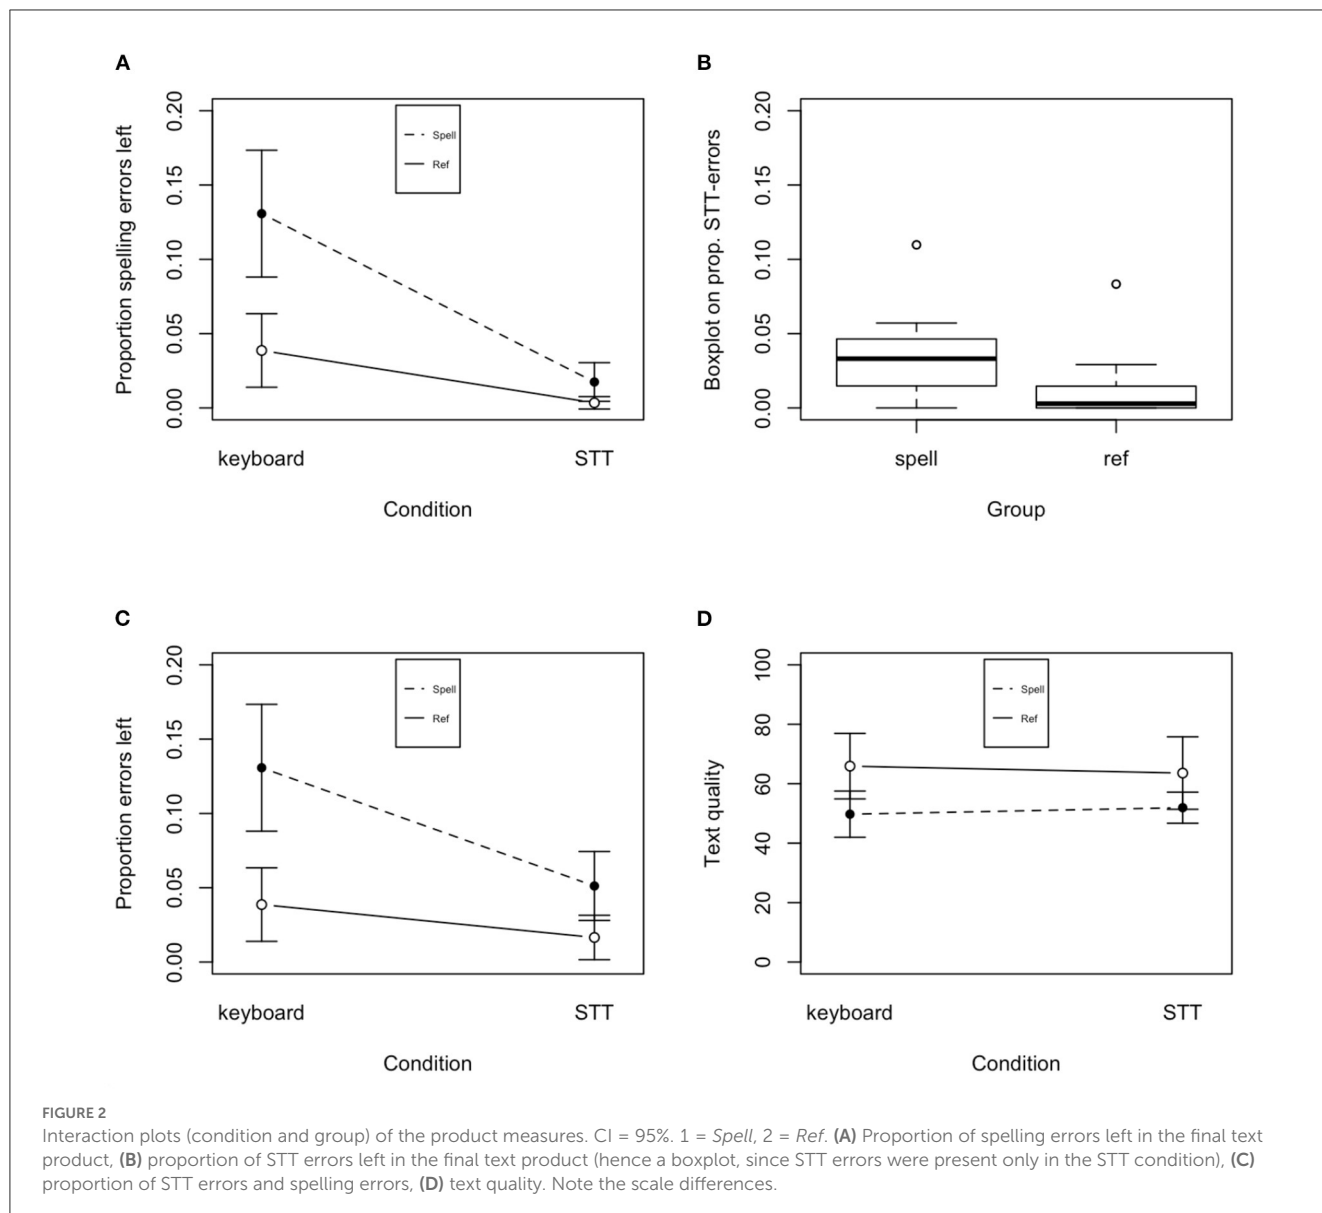 A
Proportion spelling errors left
0.20
0.15
0.10
0.05
0.00
Spell
Ref
keyboard
STT
Condition
B
Boxplot on prop. STT-errors
0.20
0.15
0.10
0.05
0.00
spell
ref
Group
C
Proportion errors left
0.20
0.15
0.10
0.05
0.00
Spell
Ref
keyboard
STT
Condition
D
Text quality
100
80
60
40
20
0
Spell
Ref
keyboard
STT
Condition
FIGURE 2
Interaction plots (condition and group) of the product measures. CI = 95%. 1 = Spell, 2 = Ref. (A) Proportion of spelling errors left in the final text
product, (B) proportion of STT errors left in the final text product (hence a boxplot, since STT errors were present only in the STT condition), (C)
proportion of STT errors and spelling errors, (D) text quality. Note the scale differences.